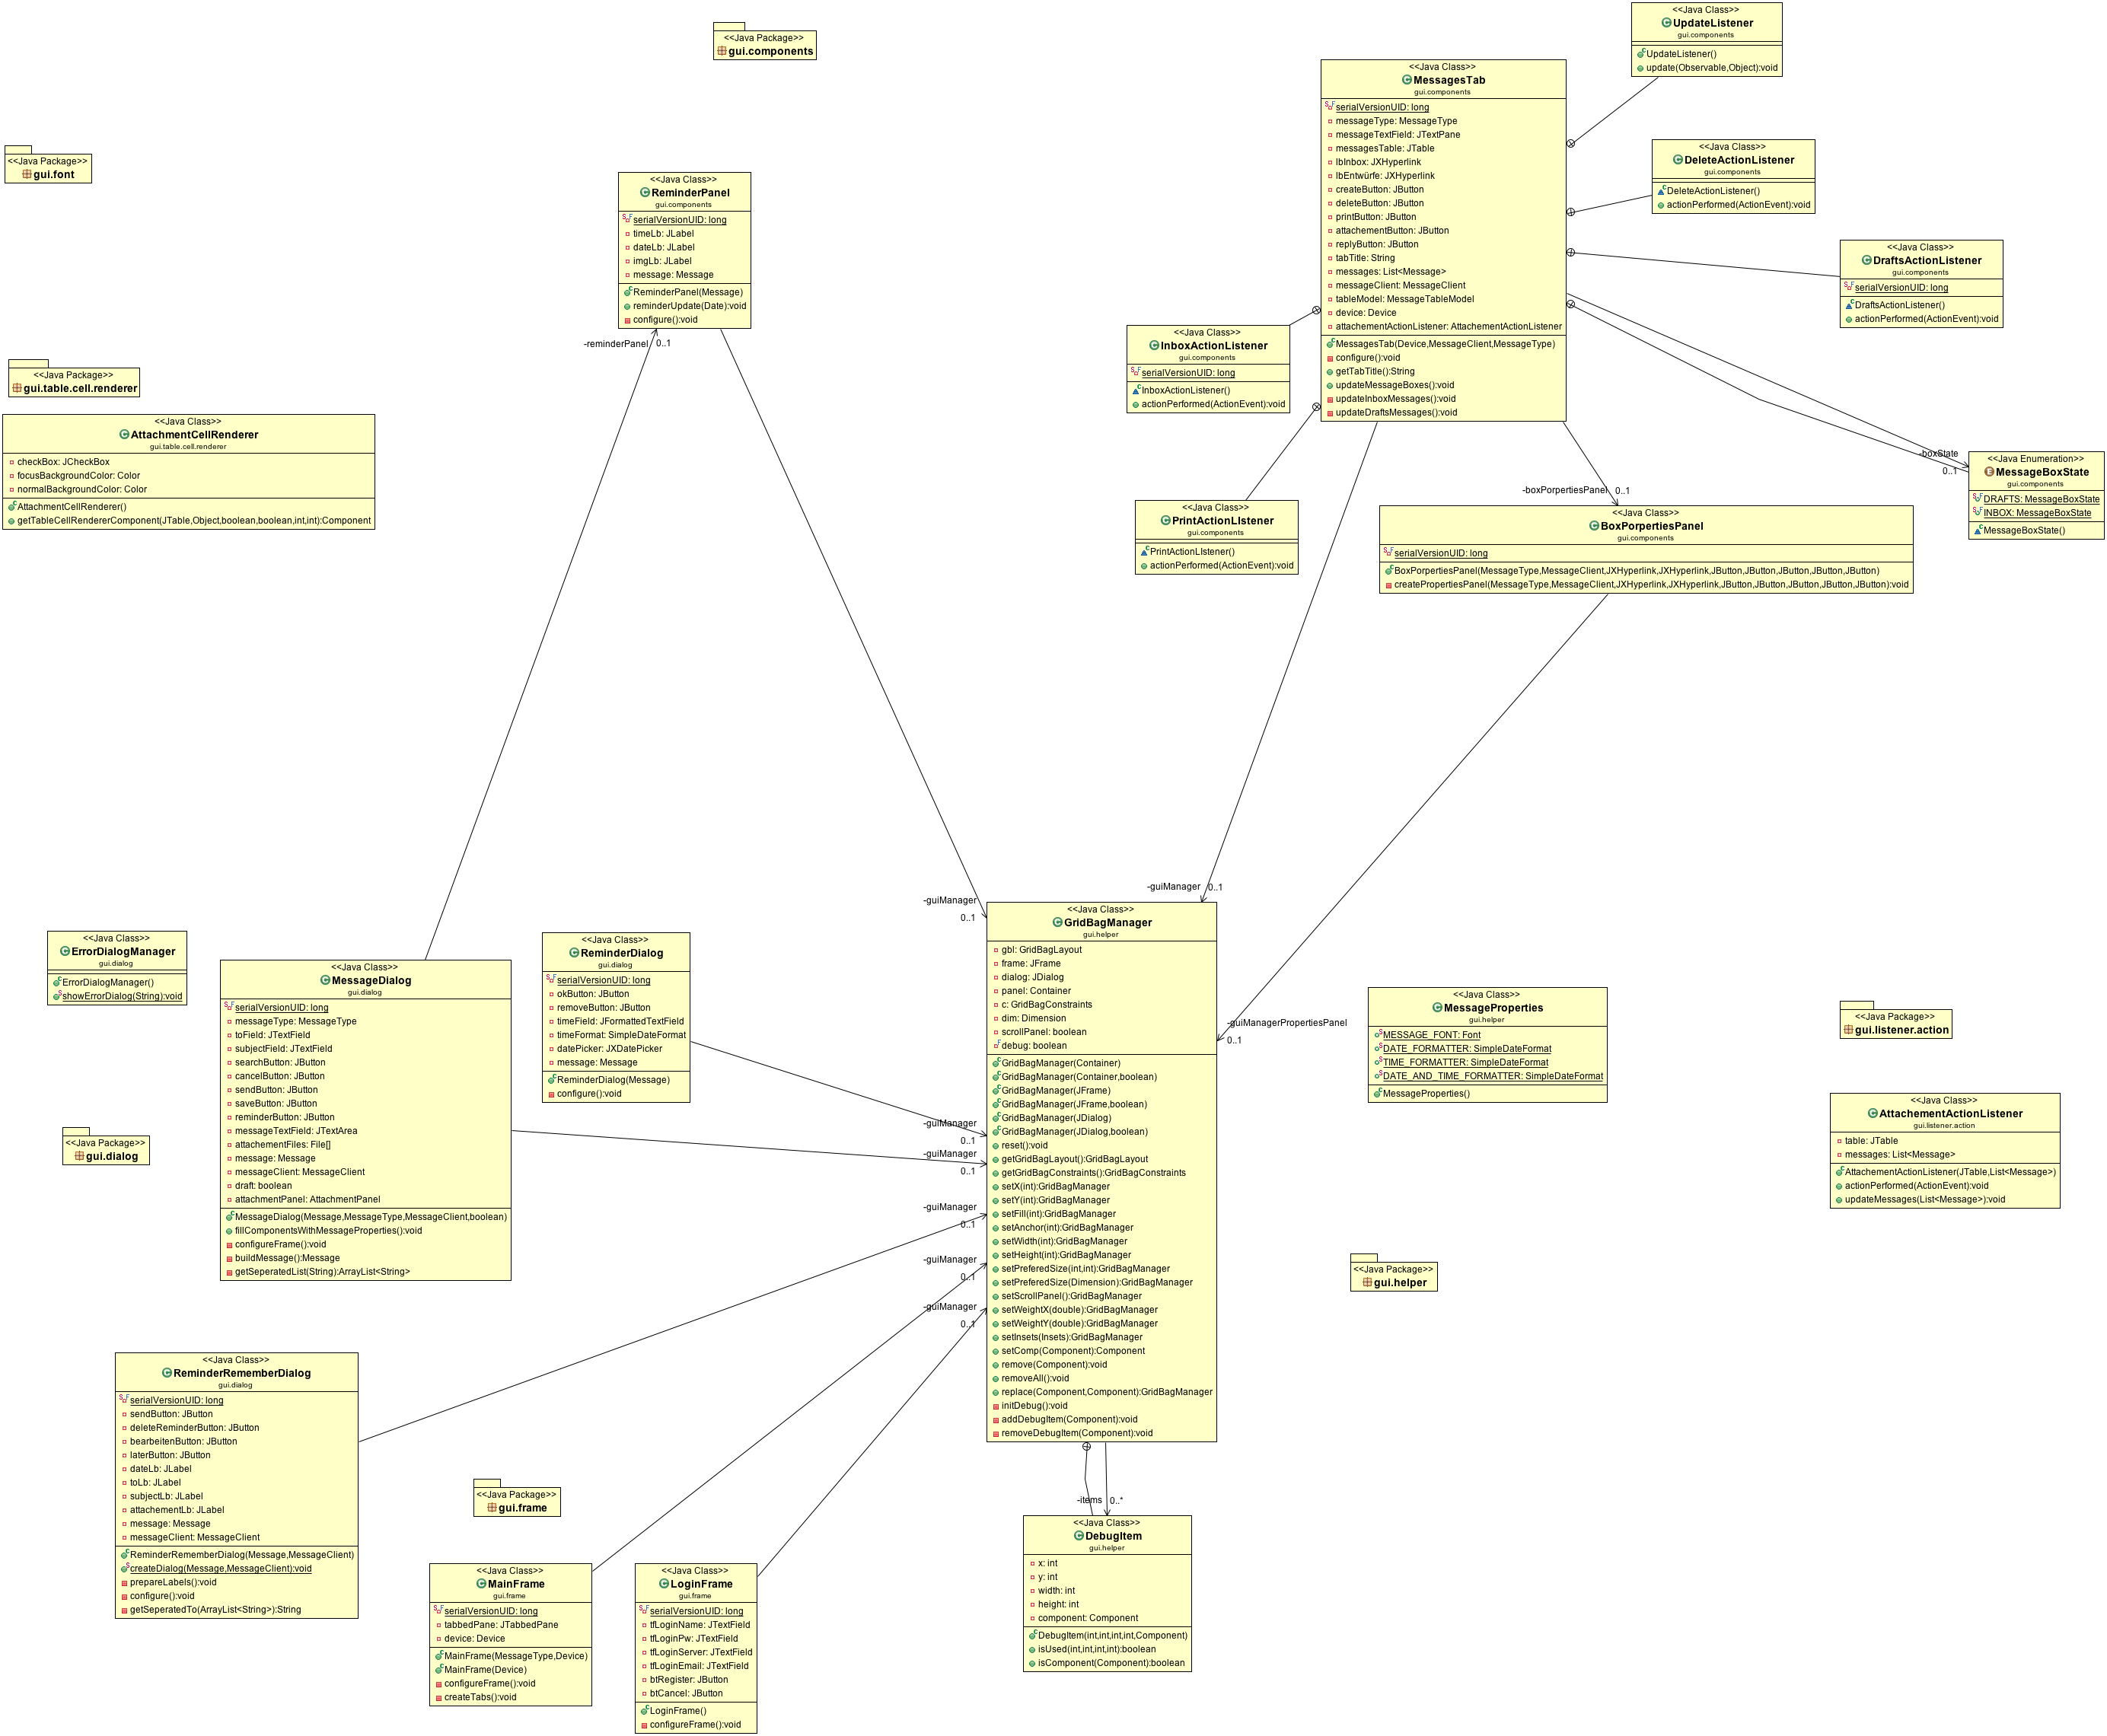 <<Java Package>>
gui.components
<<Java Class>>
UpdateListener
gui.components
UpdateListener()
update(Observable,Object):void
<<Java Class>>
MessagesTab
gui.components
serialVersionUID: long
messageType: MessageType
messageTextField: JTextPane
messagesTable: JTable
lbInbox: JXHyperlink
lbEntwürfe: JXHyperlink
createButton: JButton
deleteButton: JButton
printButton: JButton
attachementButton: JButton
replyButton: JButton
tabTitle: String
messages: List<Message>
messageClient: MessageClient
tableModel: MessageTableModel
device: Device
attachementActionListener: AttachementActionListener
MessagesTab(Device,MessageClient,MessageType)
configure():void
getTabTitle():String
updateMessageBoxes():void
updateInboxMessages():void
updateDraftsMessages():void
<<Java Class>>
DeleteActionListener
gui.components
DeleteActionListener()
actionPerformed(ActionEvent):void
<<Java Package>>
gui.font
<<Java Class>>
ReminderPanel
gui.components
serialVersionUID: long
timeLb: JLabel
dateLb: JLabel
imgLb: JLabel
message: Message
ReminderPanel(Message)
reminderUpdate(Date):void
configure():void
-reminderPanel
0..1
<<Java Class>>
DraftsActionListener
gui.components
serialVersionUID: long
DraftsActionListener()
actionPerformed(ActionEvent):void
<<Java Class>>
InboxActionListener
gui.components
serialVersionUID: long
InboxActionListener()
actionPerformed(ActionEvent):void
<<Java Package>>
gui.table.cell.renderer
<<Java Class>>
AttachmentCellRenderer
gui.table.cell.renderer
checkBox: JCheckBox
focusBackgroundColor: Color
normalBackgroundColor: Color
AttachmentCellRenderer()
getTableCellRendererComponent(JTable,Object,boolean,boolean,int,int):Component
-boxState
0..1
<<Java Enumeration>>
MessageBoxState
gui.components
DRAFTS: MessageBoxState
INBOX: MessageBoxState
MessageBoxState()
<<Java Class>>
PrintActionLIstener
gui.components
PrintActionLIstener()
actionPerformed(ActionEvent):void
-boxPorpertiesPanel
0..1
<<Java Class>>
BoxPorpertiesPanel
gui.components
serialVersionUID: long
BoxPorpertiesPanel(MessageType,MessageClient,JXHyperlink,JXHyperlink,JButton,JButton,JButton,JButton,JButton)
createPropertiesPanel(MessageType,MessageClient,JXHyperlink,JXHyperlink,JButton,JButton,JButton,JButton,JButton):void
-guiManager
0..1
-guiManager
0..1
<<Java Class>>
GridBagManager
gui.helper
gbl: GridBagLayout
frame: JFrame
dialog: JDialog
panel: Container
c: GridBagConstraints
dim: Dimension
scrollPanel: boolean
debug: boolean
GridBagManager(Container)
GridBagManager(Container,boolean)
GridBagManager(JFrame)
GridBagManager(JFrame,boolean)
GridBagManager(JDialog)
GridBagManager(JDialog,boolean)
reset():void
getGridBagLayout():GridBagLayout
getGridBagConstraints():GridBagConstraints
setX(int):GridBagManager
setY(int):GridBagManager
setFill(int):GridBagManager
setAnchor(int):GridBagManager
setWidth(int):GridBagManager
setHeight(int):GridBagManager
setPreferedSize(int,int):GridBagManager
setPreferedSize(Dimension):GridBagManager
setScrollPanel():GridBagManager
setWeightX(double):GridBagManager
setWeightY(double):GridBagManager
setInsets(Insets):GridBagManager
setComp(Component):Component
remove(Component):void
removeAll():void
replace(Component,Component):GridBagManager
initDebug():void
addDebugItem(Component):void
removeDebugItem(Component):void
-guiManagerPropertiesPanel
0..1
<<Java Class>>
ErrorDialogManager
gui.dialog
ErrorDialogManager()
showErrorDialog(String):void
<<Java Class>>
MessageDialog
gui.dialog
serialVersionUID: long
messageType: MessageType
toField: JTextField
subjectField: JTextField
searchButton: JButton
cancelButton: JButton
sendButton: JButton
saveButton: JButton
reminderButton: JButton
messageTextField: JTextArea
attachementFiles: File[]
message: Message
messageClient: MessageClient
draft: boolean
attachmentPanel: AttachmentPanel
MessageDialog(Message,MessageType,MessageClient,boolean)
fillComponentsWithMessageProperties():void
configureFrame():void
buildMessage():Message
getSeperatedList(String):ArrayList<String>
<<Java Class>>
ReminderDialog
gui.dialog
serialVersionUID: long
okButton: JButton
removeButton: JButton
timeField: JFormattedTextField
timeFormat: SimpleDateFormat
datePicker: JXDatePicker
message: Message
ReminderDialog(Message)
configure():void
<<Java Class>>
MessageProperties
gui.helper
MESSAGE_FONT: Font
DATE_FORMATTER: SimpleDateFormat
TIME_FORMATTER: SimpleDateFormat
DATE_AND_TIME_FORMATTER: SimpleDateFormat
MessageProperties()
<<Java Package>>
gui.listener.action
<<Java Class>>
AttachementActionListener
gui.listener.action
table: JTable
messages: List<Message>
AttachementActionListener(JTable,List<Message>)
actionPerformed(ActionEvent):void
updateMessages(List<Message>):void
<<Java Package>>
gui.dialog
-guiManager
0..1
-guiManager
0..1
-guiManager
0..1
-guiManager
0..1
-guiManager
0..1
<<Java Package>>
gui.helper
<<Java Class>>
ReminderRememberDialog
gui.dialog
serialVersionUID: long
sendButton: JButton
deleteReminderButton: JButton
bearbeitenButton: JButton
laterButton: JButton
dateLb: JLabel
toLb: JLabel
subjectLb: JLabel
attachementLb: JLabel
message: Message
messageClient: MessageClient
ReminderRememberDialog(Message,MessageClient)
createDialog(Message,MessageClient):void
prepareLabels():void
configure():void
getSeperatedTo(ArrayList<String>):String
<<Java Package>>
gui.frame
-items
0..*
<<Java Class>>
DebugItem
gui.helper
x: int
y: int
width: int
height: int
component: Component
DebugItem(int,int,int,int,Component)
isUsed(int,int,int,int):boolean
isComponent(Component):boolean
<<Java Class>>
MainFrame
gui.frame
serialVersionUID: long
tabbedPane: JTabbedPane
device: Device
MainFrame(MessageType,Device)
MainFrame(Device)
configureFrame():void
createTabs():void
<<Java Class>>
LoginFrame
gui.frame
serialVersionUID: long
tfLoginName: JTextField
tfLoginPw: JTextField
tfLoginServer: JTextField
tfLoginEmail: JTextField
btRegister: JButton
btCancel: JButton
LoginFrame()
configureFrame():void